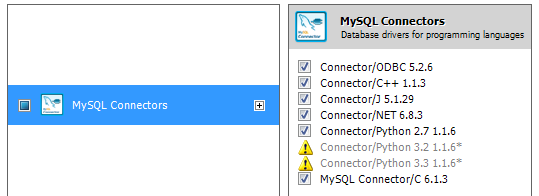 MySQL Connectors
MySQL Connectors
Database drivers for programming languages
Connector/ODBC 5.2.6
Connector/C++ 1.1.3
Connector/J 5.1.29
Connector/NET 6.8.3
Connector/Python 2.7 1.1.6
Connector/Python 3.2 1.1.6*
Connector/Python 3.3 1.1.6*
MySQL Connector/C 6.1.3